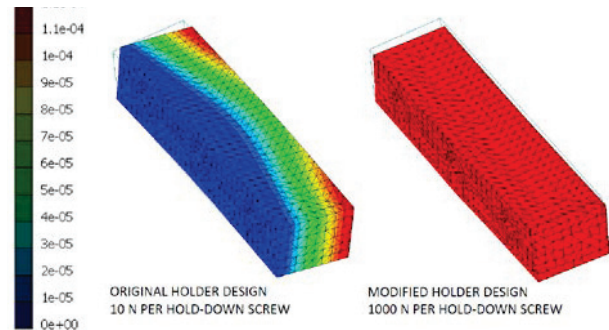 1.1e-04
1e-04
9e-05
8e-05
7e-05
6e-05
5e-05
4e-05
3e-05
2e-05
1e-05
0e+00
ORIGINAL HOLDER DESIGN
10 N PER HOLD-DOWN SCREW
MODIFIED HOLDER DESIGN
1000 N PER HOLD-DOWN SCREW